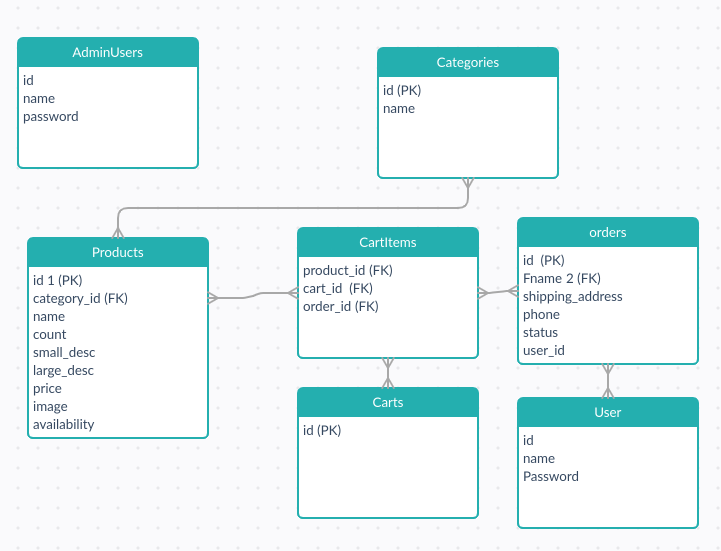 AdminUsers
id
name
password
Categories
id (PK)
name
Products
id 1 (PK)
category_id (FK)
name
count
small_desc
large_desc
price
image
availability
CartItems
product_id (FK)
cart_id  (FK)
order_id (FK)
orders
id  (PK)
Fname 2 (FK)
shipping_address
phone
status
user_id
Carts
id (PK)
User
id
name
Password